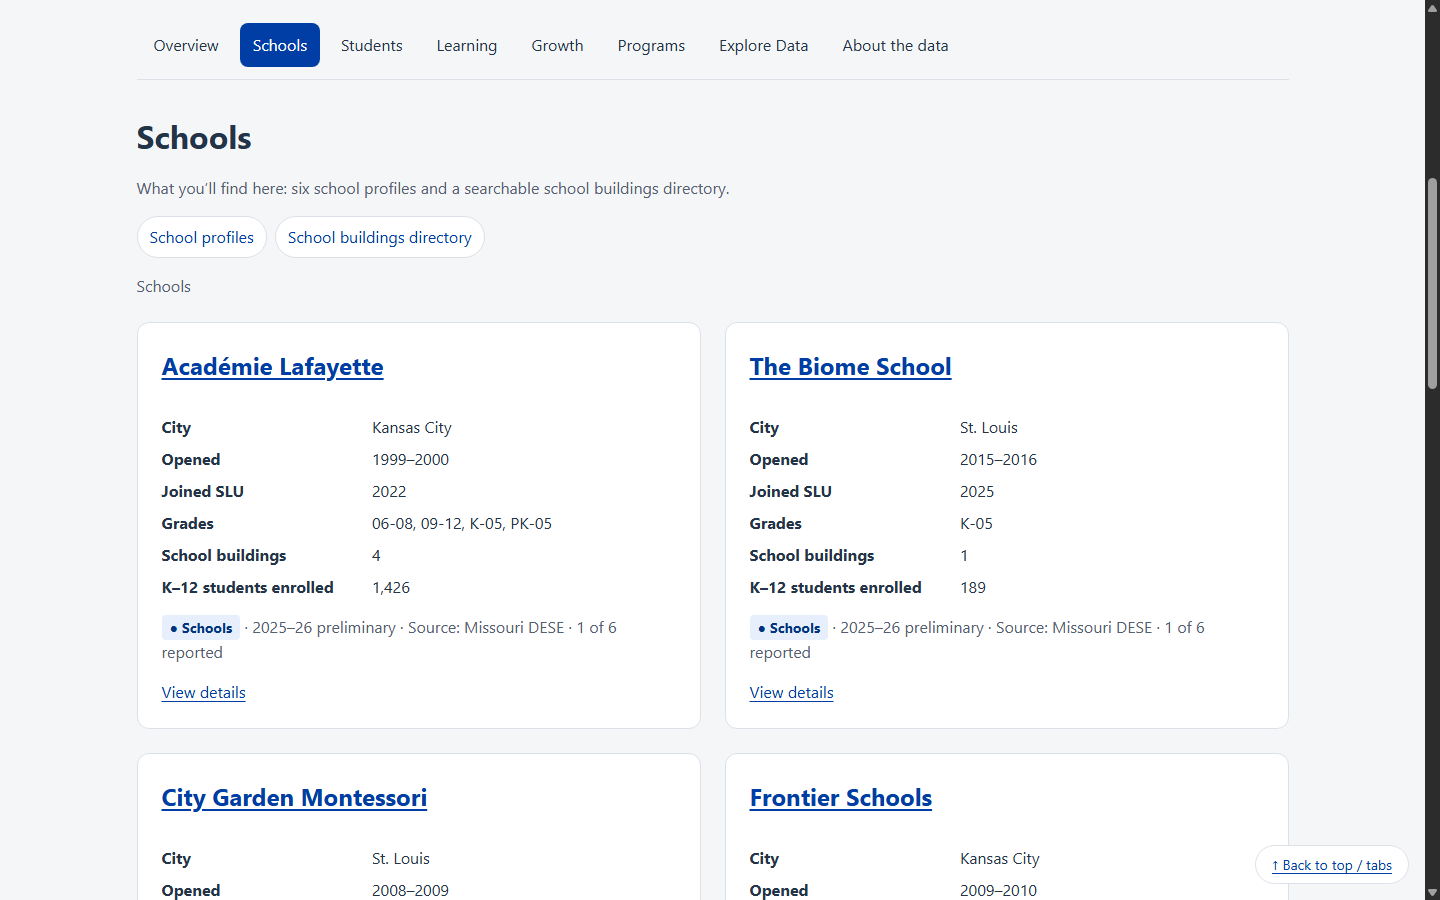 Overview Schools Students Learning Growth Programs Explore Data About the data
Schools
What you'll find here: six school profiles and a searchable school buildings directory.
School profiles School buildings directory
Schools
Académie Lafayette
City Kansas City
Opened 1999–2000
Joined SLU 2022
Grades 06-08, 09-12, K-05, PK-05
School buildings 4
K–12 students enrolled 1,426
● Schools · 2025–26 preliminary · Source: Missouri DESE · 1 of 6
reported
View details
The Biome School
City St. Louis
Opened 2015–2016
Joined SLU 2025
Grades K-05
School buildings 1
K–12 students enrolled 189
● Schools · 2025–26 preliminary · Source: Missouri DESE · 1 of 6
reported
View details
City Garden Montessori
City St. Louis
Opened 2008–2009
Frontier Schools
City Kansas City
Opened 2009–2010
↑ Back to top / tabs